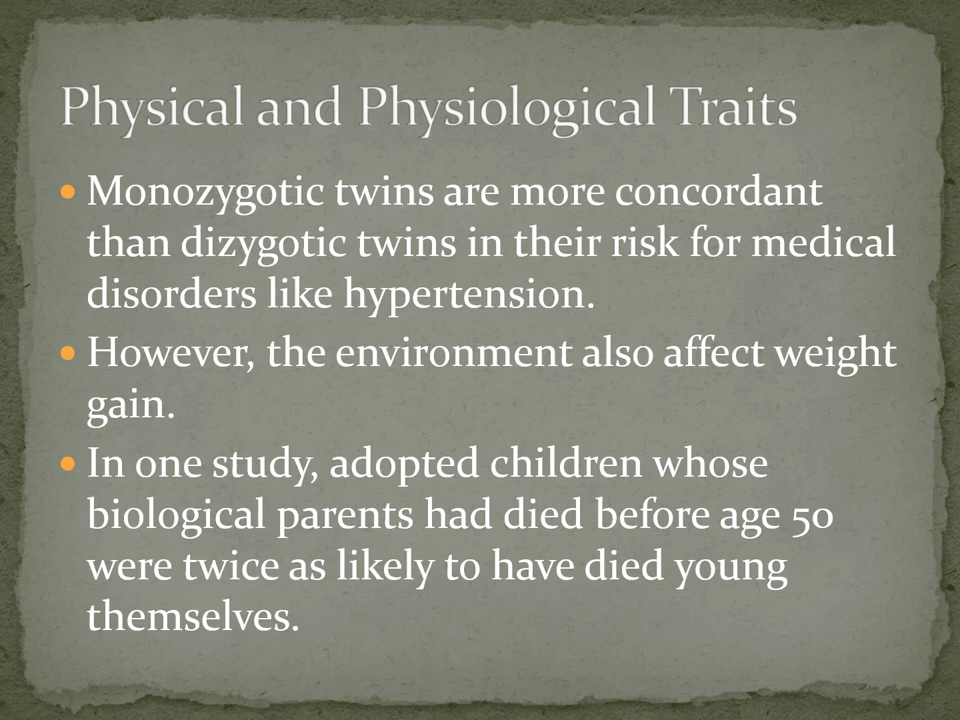 Physical and Physiological Traits
Monozygotic twins are more concordant
than dizygotic twins in their risk for medical
disorders like hypertension.
However, the environment also affect weight
gain.
In one study, adopted children whose
biological parents had died before age 50
were twice as likely to have died young
themselves.